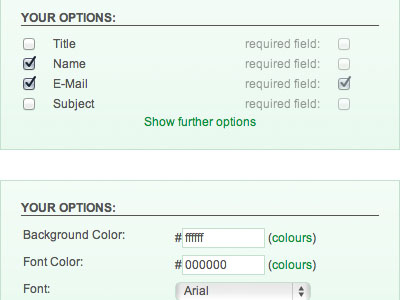 YOUR OPTIONS:
Title required field:
Name required field:
E-Mail required field:
Subject required field:
Show further options
YOUR OPTIONS:
Background Color: # ffffff (colours)
Font Color: # 000000 (colours)
Font: Arial